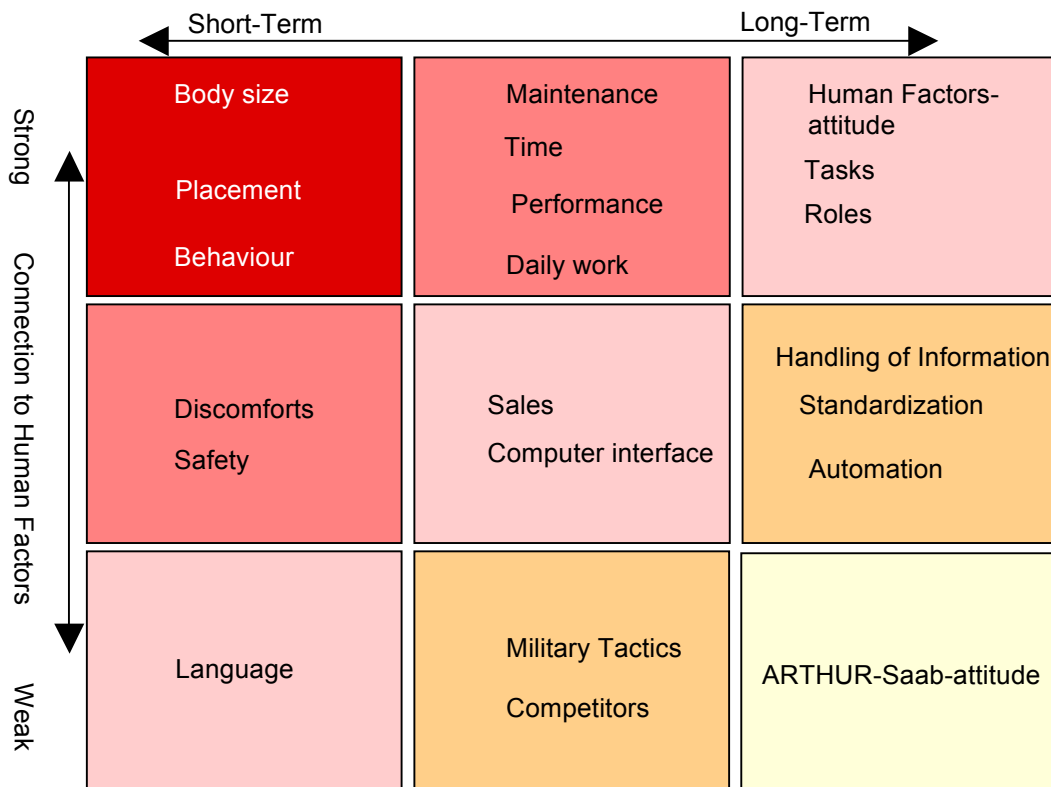 Short-Term
Long-Term
Strong
Connection to Human Factors
Weak
Body size
Placement
Behaviour
Maintenance
Time
Performance
Daily work
Human Factors-
attitude
Tasks
Roles
Discomforts
Safety
Sales
Computer interface
Handling of Information
Standardization
Automation
Language
Military Tactics
Competitors
ARTHUR-Saab-attitude